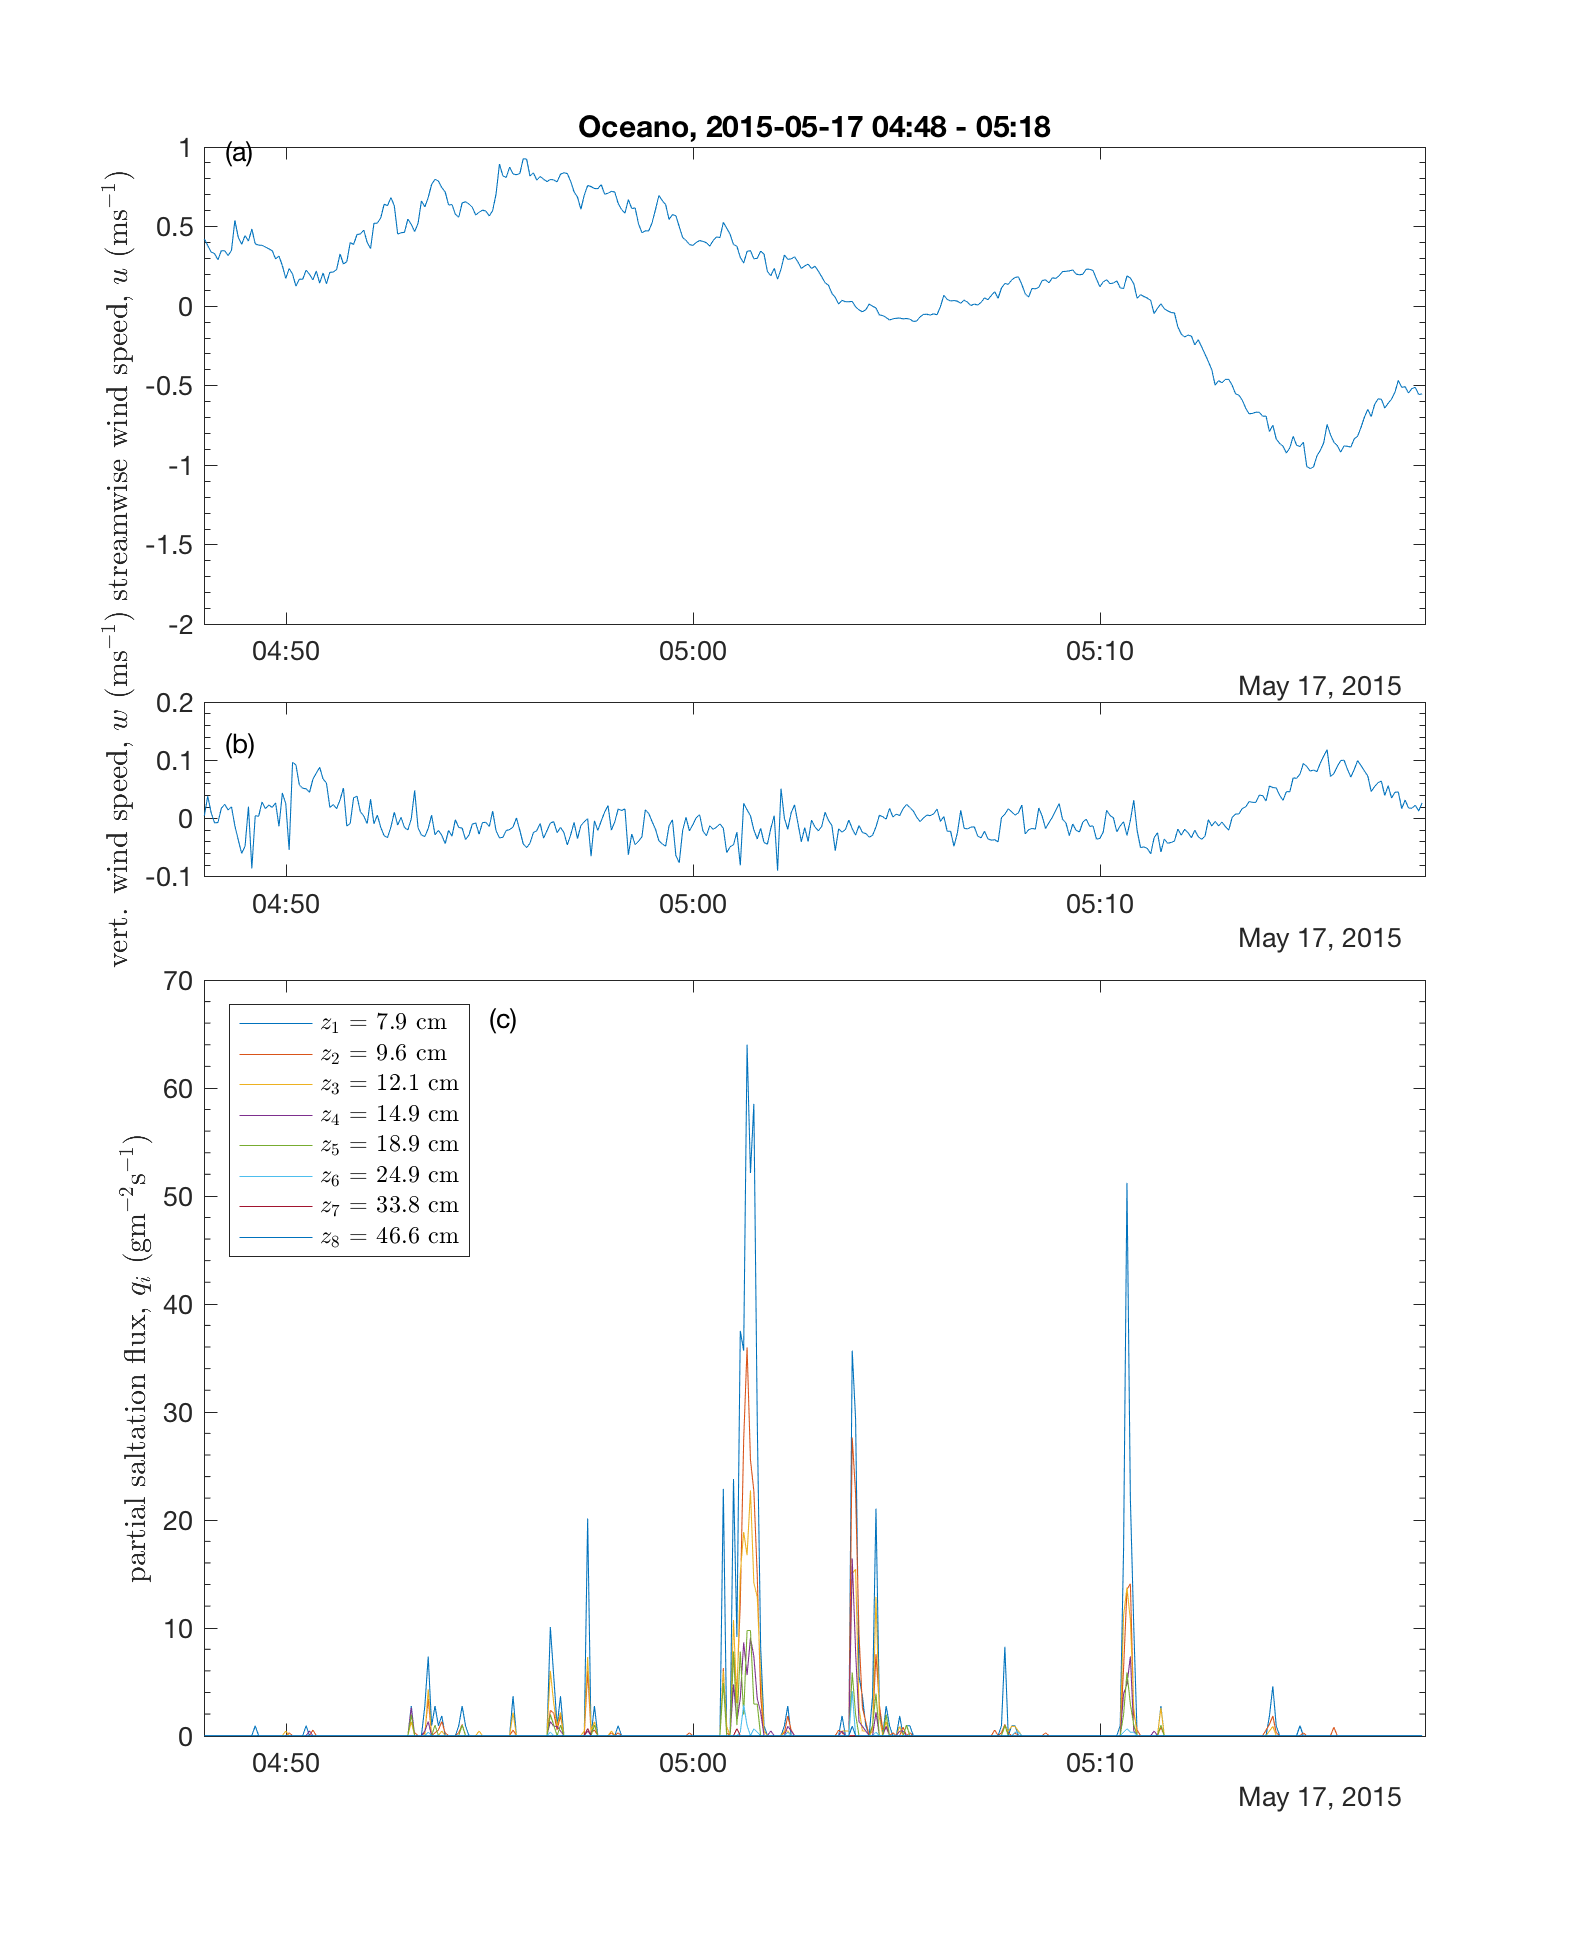 Oceano, 2015-05-17 04:48 - 05:18
(a)
streamwise wind speed, u (ms−1)
1
0.5
0
-0.5
-1
-1.5
-2
04:50 05:00 05:10
May 17, 2015
(b)
vert. wind speed, w (ms−1)
0.2
0.1
0
-0.1
04:50 05:00 05:10
May 17, 2015
(c)
partial saltation flux, qi (gm−2s−1)
70
60
50
40
30
20
10
0
z1 = 7.9 cm
z2 = 9.6 cm
z3 = 12.1 cm
z4 = 14.9 cm
z5 = 18.9 cm
z6 = 24.9 cm
z7 = 33.8 cm
z8 = 46.6 cm
04:50 05:00 05:10
May 17, 2015